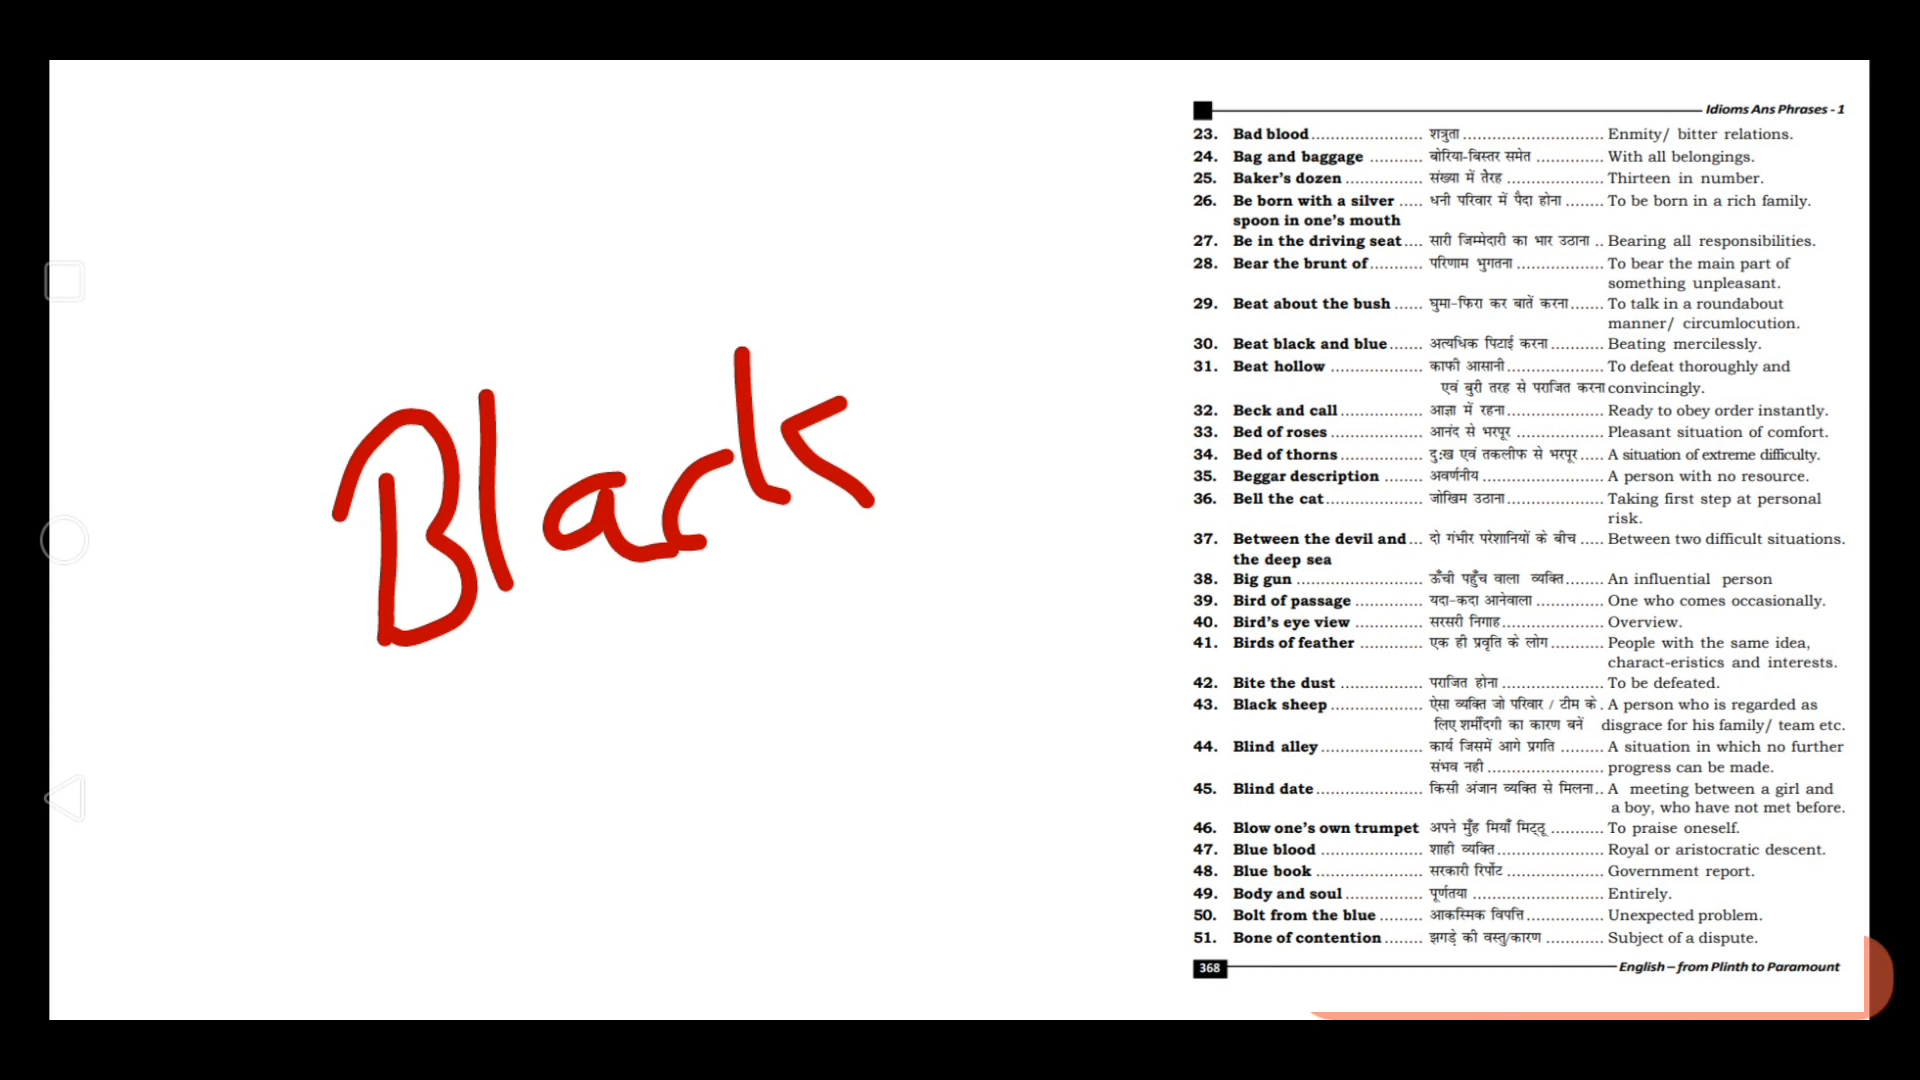 Black
Idioms Ans Phrases - 1
23. Bad blood ....................... शत्रुता ............................. Enmity/ bitter relations.
24. Bag and baggage ........... बोरिया-बिस्तर समेत .............. With all belongings.
25. Baker's dozen ................ संख्या में तेरह .................... Thirteen in number.
26. Be born with a silver ..... धनी परिवार में पैदा होना ........ To be born in a rich family.
spoon in one's mouth
27. Be in the driving seat .... सारी जिम्मेदारी का भार उठाना .. Bearing all responsibilities.
28. Bear the brunt of ........... परिणाम भुगतना .................. To bear the main part of
something unpleasant.
29. Beat about the bush ...... घुमा-फिरा कर बातें करना ....... To talk in a roundabout
manner/ circumlocution.
30. Beat black and blue ....... अत्यधिक पिटाई करना ........... Beating mercilessly.
31. Beat hollow ................... काफी आसानी .................... To defeat thoroughly and
एवं बुरी तरह से पराजित करना convincingly.
32. Beck and call ................. आज्ञा में रहना .................... Ready to obey order instantly.
33. Bed of roses ................... आनंद से भरपूर .................. Pleasant situation of comfort.
34. Bed of thorns ................. दु:ख एवं तकलीफ से भरपूर ..... A situation of extreme difficulty.
35. Beggar description ........ अवर्णनीय ......................... A person with no resource.
36. Bell the cat .................... जोखिम उठाना .................... Taking first step at personal
risk.
37. Between the devil and ... दो गंभीर परेशानियों के बीच ..... Between two difficult situations.
the deep sea
38. Big gun .......................... ऊँची पहुँच वाला व्यक्ति ........ An influential person
39. Bird of passage .............. यदा-कदा आनेवाला .............. One who comes occasionally.
40. Bird's eye view .............. सरसरी निगाह ..................... Overview.
41. Birds of feather ............. एक ही प्रवृति के लोग ........... People with the same idea,
charact-eristics and interests.
42. Bite the dust ................. पराजित होना ..................... To be defeated.
43. Black sheep ................... ऐसा व्यक्ति जो परिवार / टीम के . A person who is regarded as
लिए शर्मींदगी का कारण बनें disgrace for his family/ team etc.
44. Blind alley ..................... कार्य जिसमें आगे प्रगति ......... A situation in which no further
संभव नही ........................ progress can be made.
45. Blind date ...................... किसी अंजान व्यक्ति से मिलना .. A meeting between a girl and
a boy, who have not met before.
46. Blow one's own trumpet अपने मुँह मियाँ मिट्ठू ........... To praise oneself.
47. Blue blood ..................... शाही व्यक्ति ...................... Royal or aristocratic descent.
48. Blue book ...................... सरकारी रिर्पोट .................... Government report.
49. Body and soul ................ पूर्णतया ........................... Entirely.
50. Bolt from the blue ......... आकस्मिक विपत्ति ................ Unexpected problem.
51. Bone of contention ........ झगड़े की वस्तु/कारण ............ Subject of a dispute.
368 English – from Plinth to Paramount